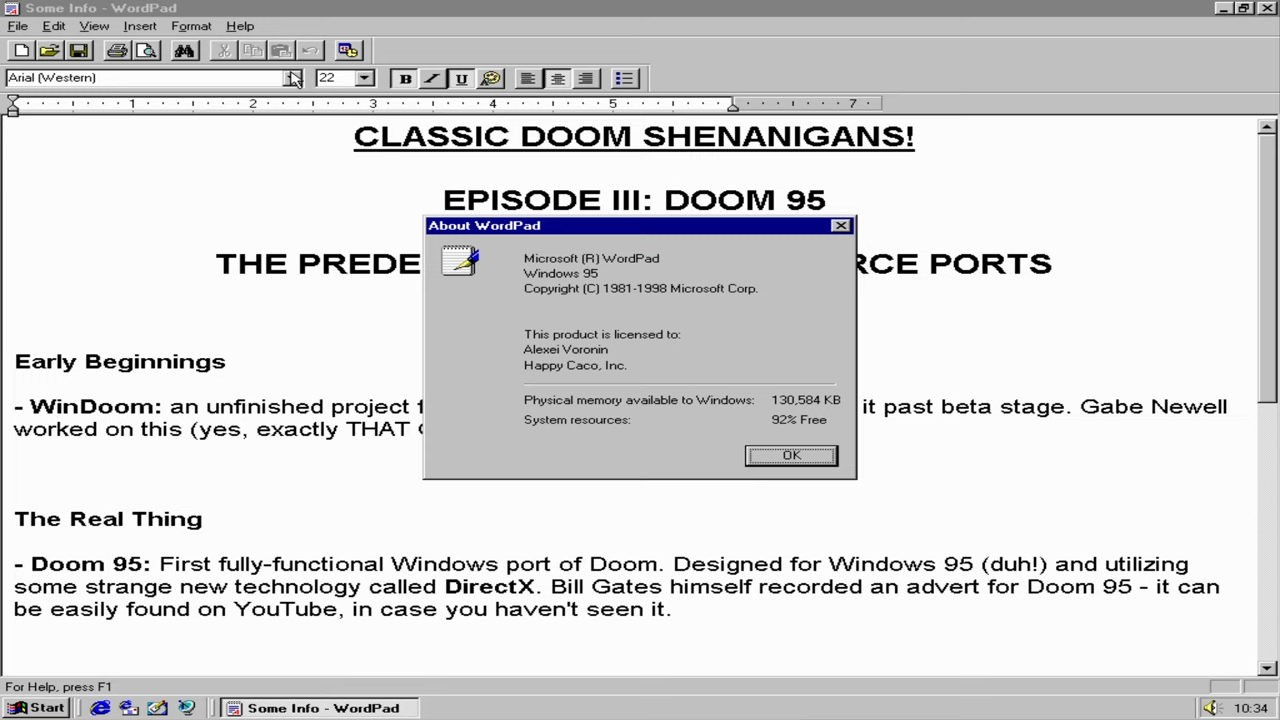 Some Info - WordPad
File Edit View Insert Format Help
Arial (Western) 22 B U
1 2 3 4 5 7
CLASSIC DOOM SHENANIGANS!
EPISODE III: DOOM 95
THE PREDE RCE PORTS
About WordPad
Microsoft (R) WordPad
Windows 95
Copyright (C) 1981-1998 Microsoft Corp.
This product is licensed to:
Alexei Voronin
Happy Caco, Inc.
Physical memory available to Windows: 130,584 KB
System resources: 92% Free
OK
Early Beginnings
- WinDoom: an unfinished project it past beta stage. Gabe Newell
worked on this (yes, exactly THAT
The Real Thing
- Doom 95: First fully-functional Windows port of Doom. Designed for Windows 95 (duh!) and utilizing
some strange new technology called DirectX. Bill Gates himself recorded an advert for Doom 95 - it can
be easily found on YouTube, in case you haven't seen it.
For Help, press F1
Start Some Info - WordPad 10:34